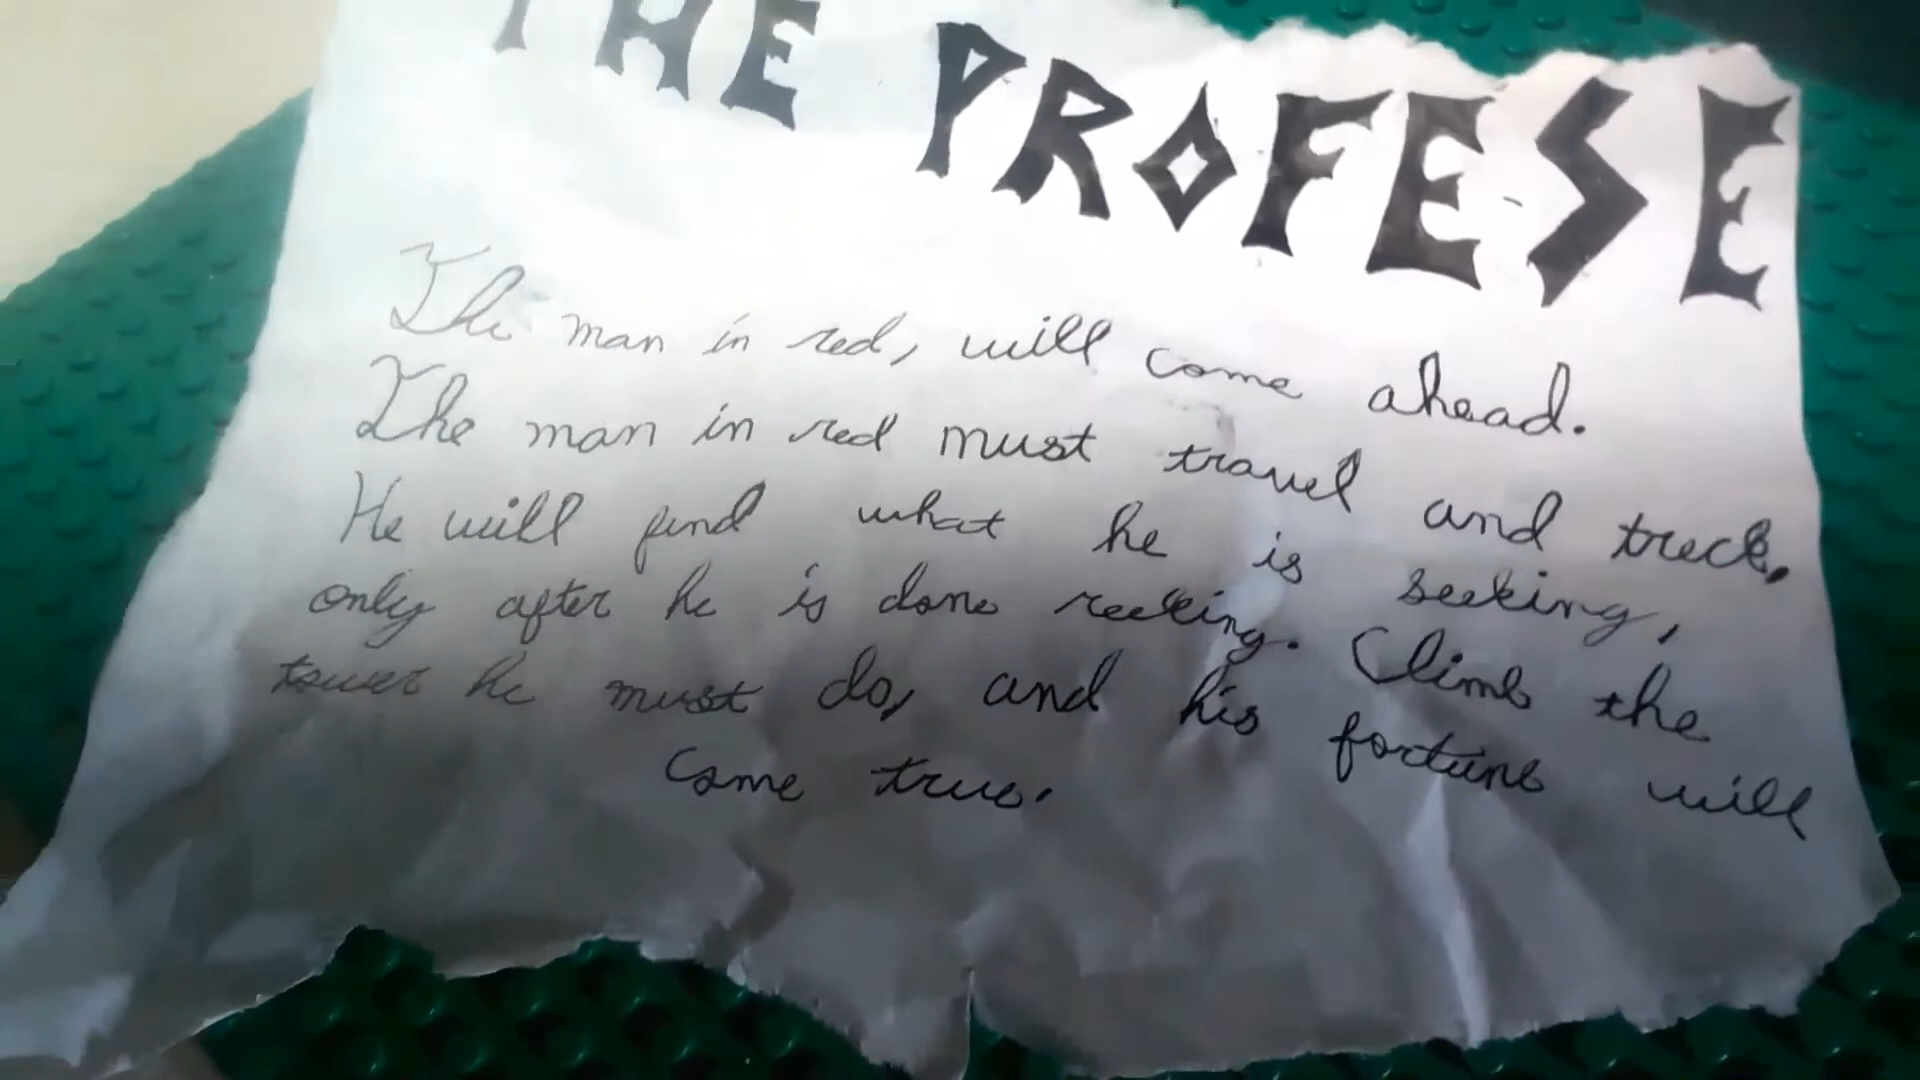 THE PROFESE
The man in red, will come ahead.
The man in red must travel and treck.
He will find what he is seeking,
only after he is done reeking. Climb the
tower he must do, and his fortune will
come true.